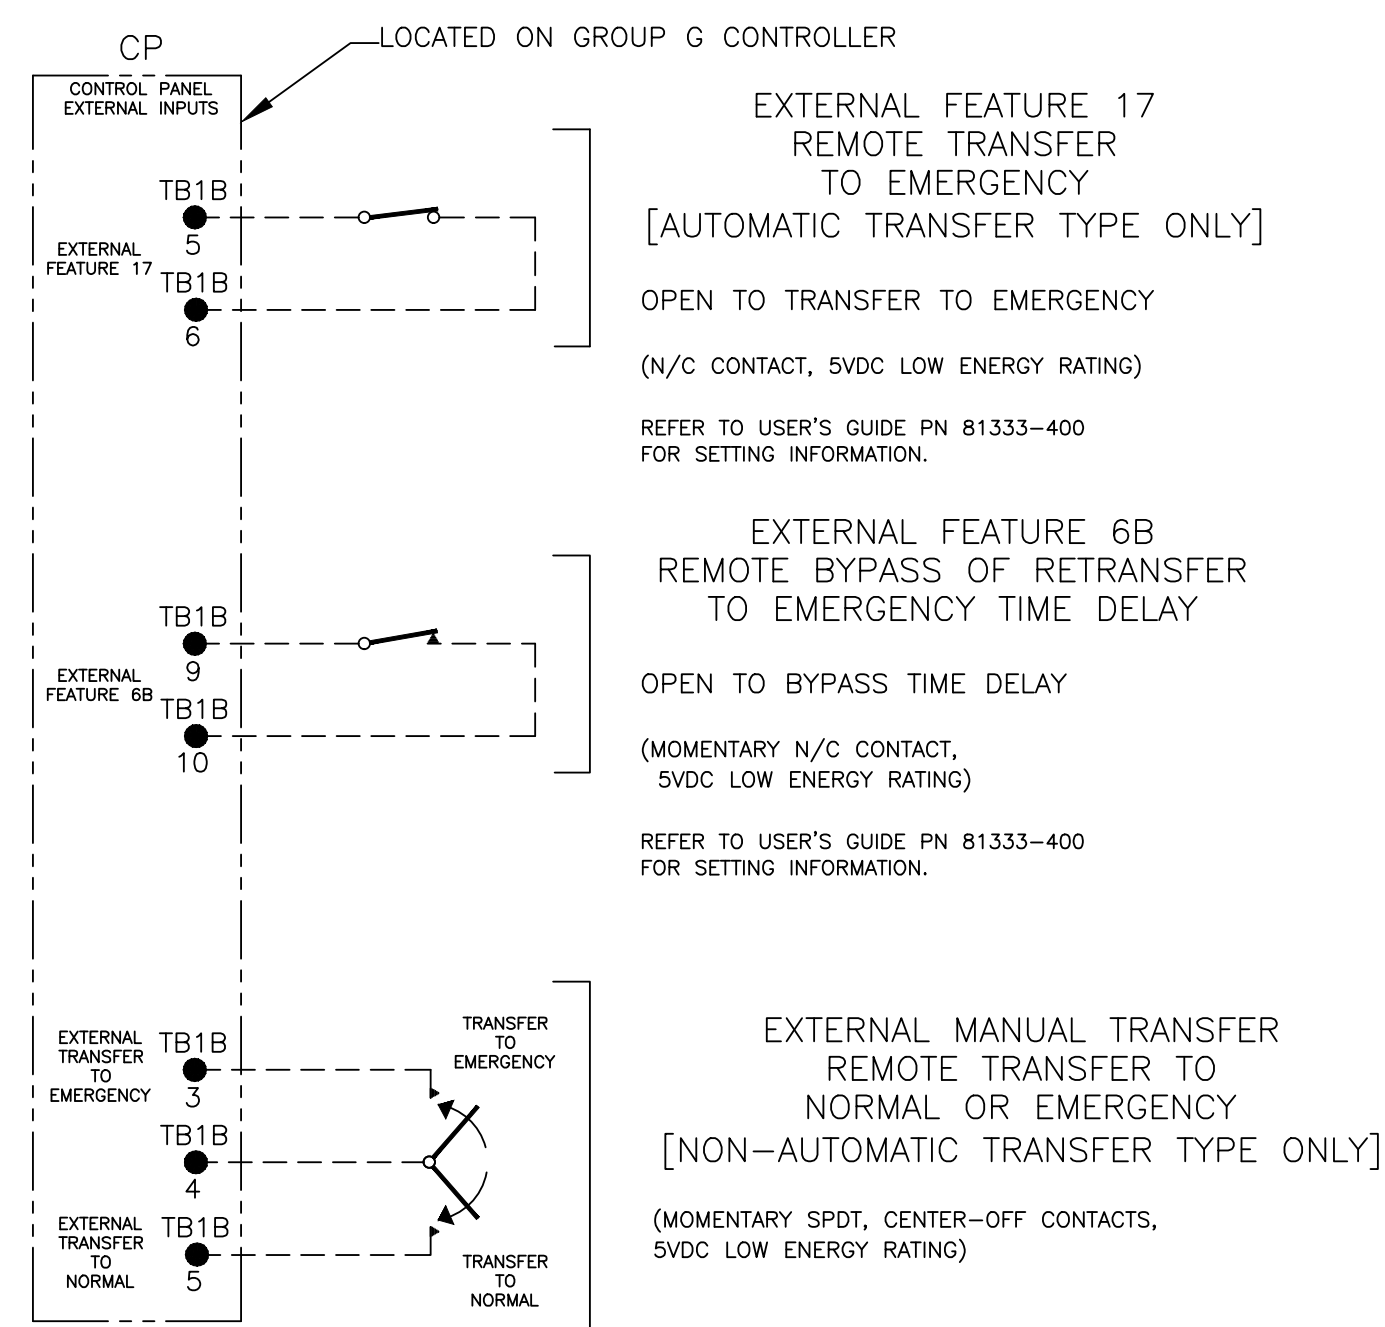 CP
LOCATED ON GROUP G CONTROLLER
CONTROL PANEL
EXTERNAL INPUTS
EXTERNAL FEATURE 17
REMOTE TRANSFER
TO EMERGENCY
[AUTOMATIC TRANSFER TYPE ONLY]
TB1B
5
EXTERNAL
FEATURE 17
TB1B
6
OPEN TO TRANSFER TO EMERGENCY
(N/C CONTACT, 5VDC LOW ENERGY RATING)
REFER TO USER'S GUIDE PN 81333-400
FOR SETTING INFORMATION.
EXTERNAL FEATURE 6B
REMOTE BYPASS OF RETRANSFER
TO EMERGENCY TIME DELAY
TB1B
9
EXTERNAL
FEATURE 6B
TB1B
10
OPEN TO BYPASS TIME DELAY
(MOMENTARY N/C CONTACT,
5VDC LOW ENERGY RATING)
REFER TO USER'S GUIDE PN 81333-400
FOR SETTING INFORMATION.
EXTERNAL
TRANSFER
TO
EMERGENCY
TB1B
3
TB1B
4
EXTERNAL
TRANSFER
TO
NORMAL
TB1B
5
TRANSFER
TO
EMERGENCY
TRANSFER
TO
NORMAL
EXTERNAL MANUAL TRANSFER
REMOTE TRANSFER TO
NORMAL OR EMERGENCY
[NON-AUTOMATIC TRANSFER TYPE ONLY]
(MOMENTARY SPDT, CENTER-OFF CONTACTS,
5VDC LOW ENERGY RATING)